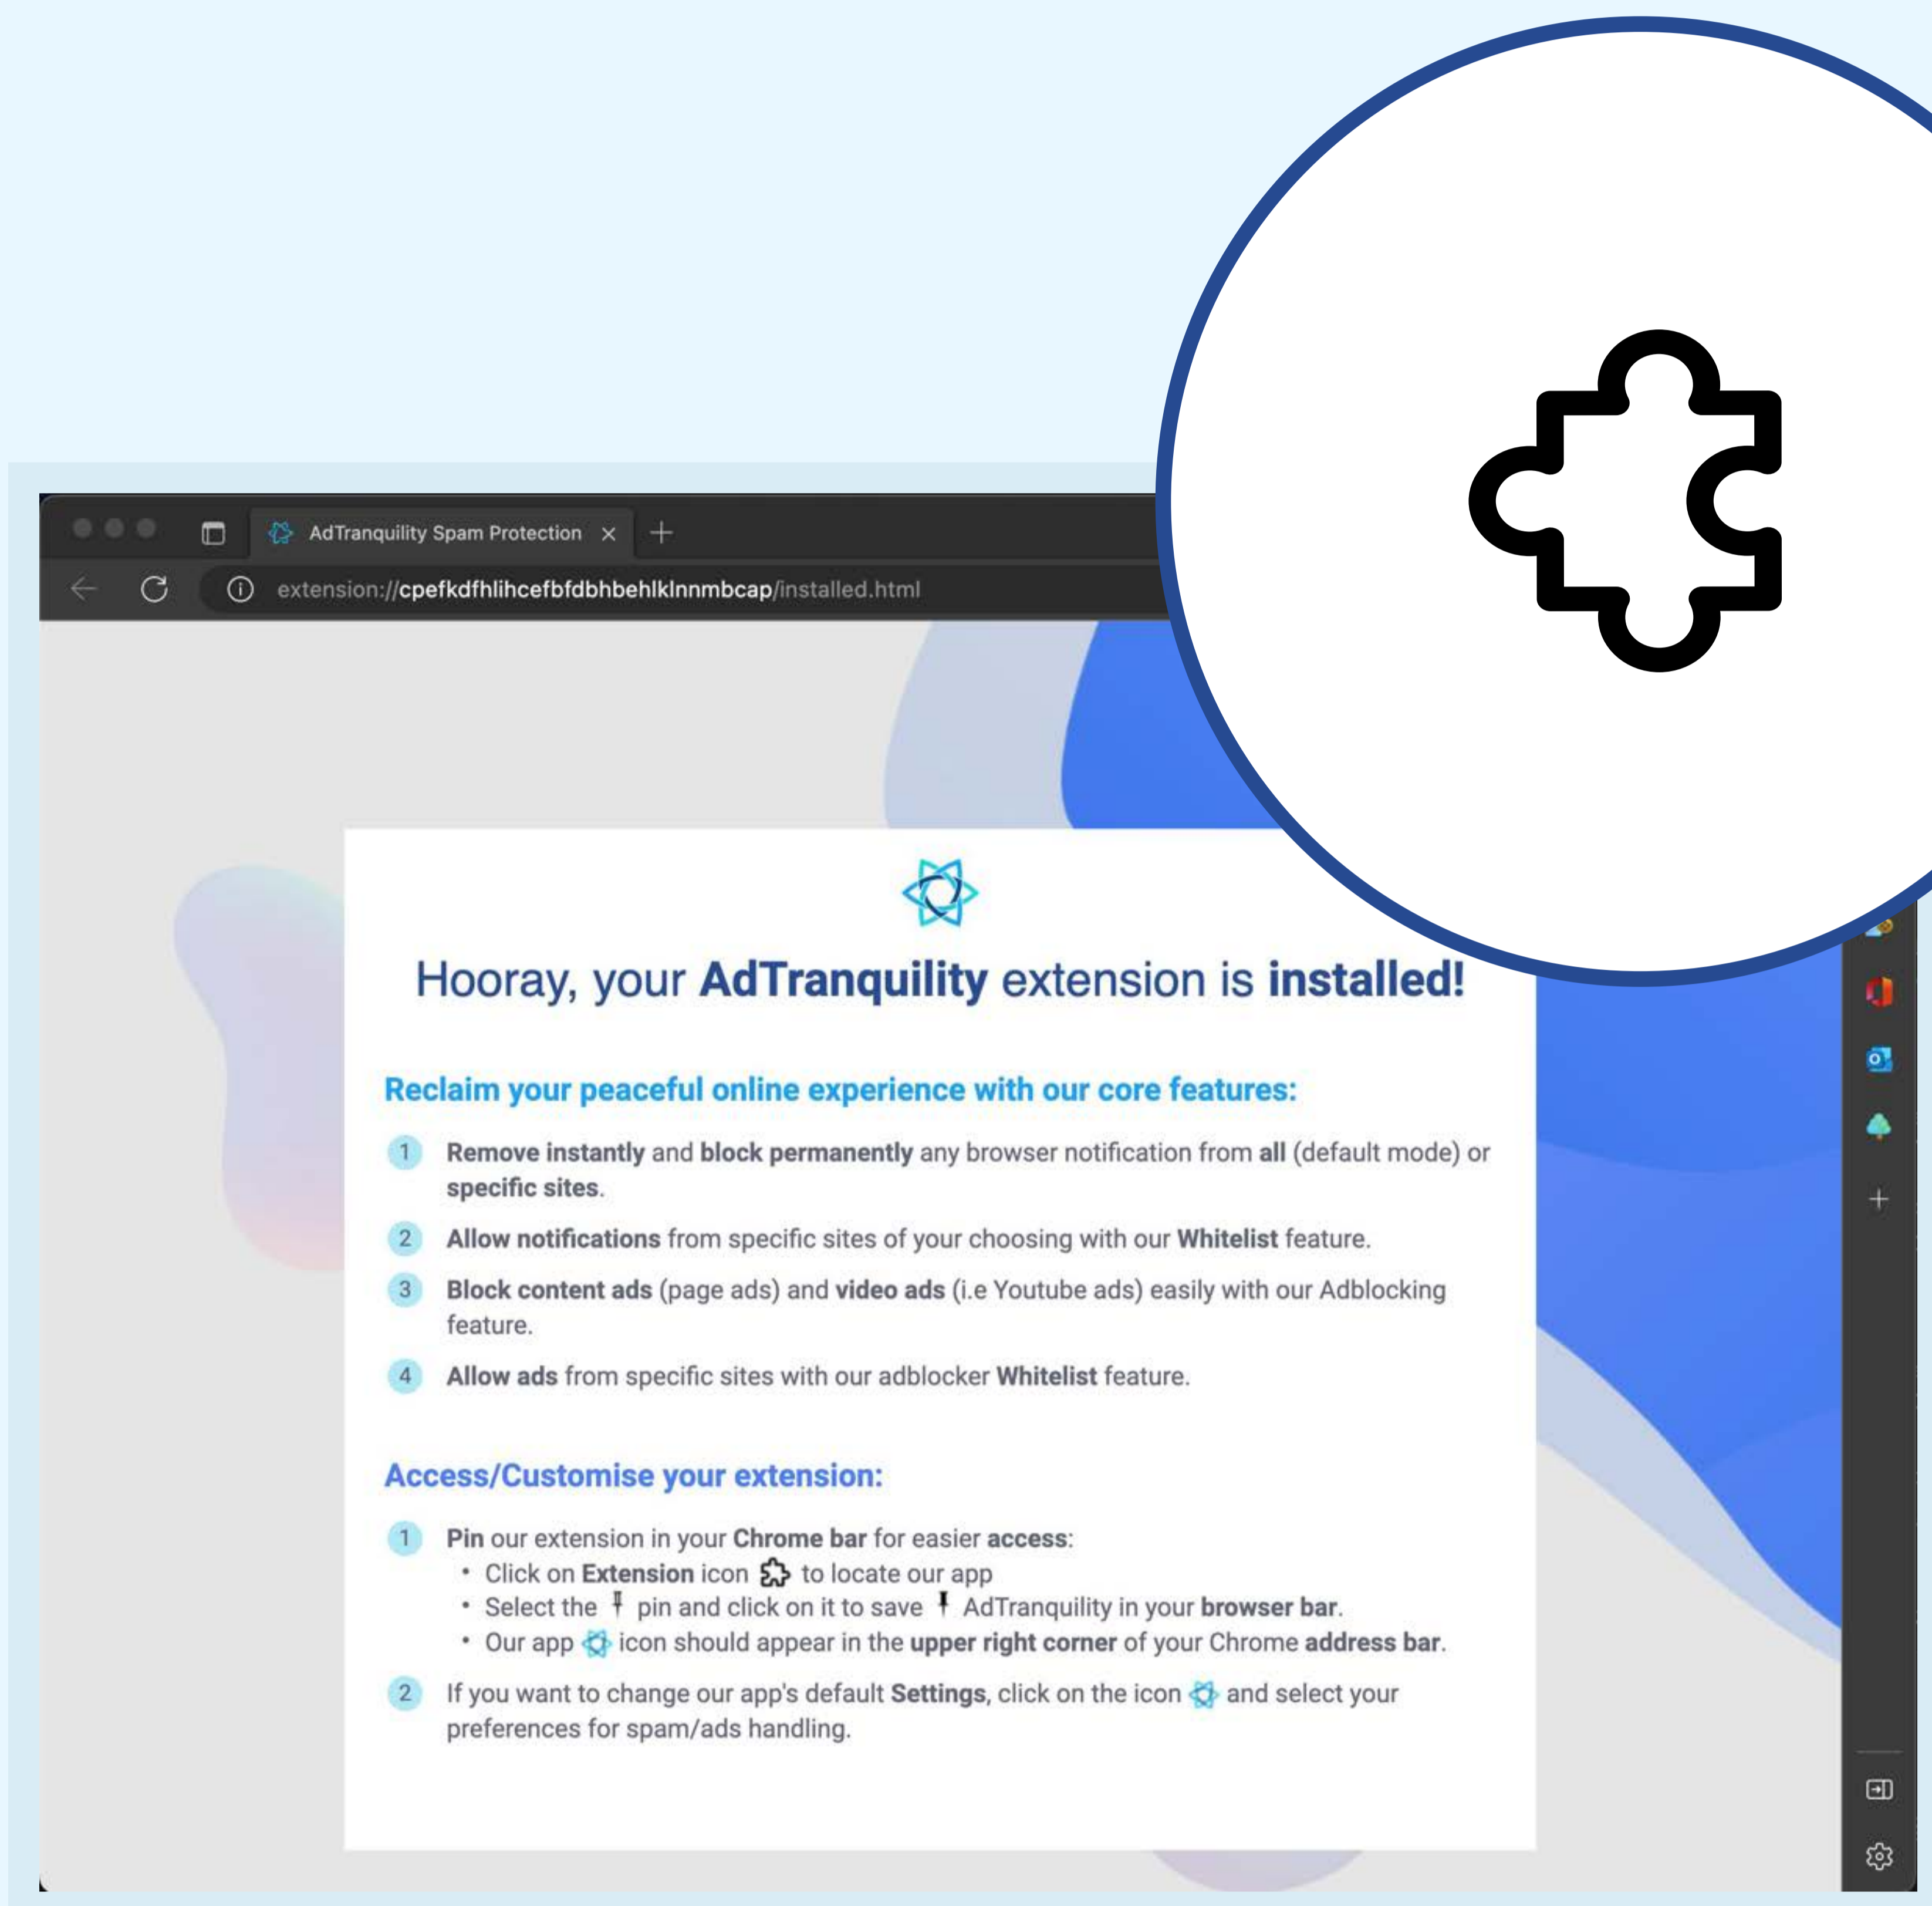 AdTranquility Spam Protection
extension://cpefkdfhlihcefbfdbhbehlklnnmbcap/installed.html
Hooray, your AdTranquility extension is installed!
Reclaim your peaceful online experience with our core features:
1 Remove instantly and block permanently any browser notification from all (default mode) or
specific sites.
2 Allow notifications from specific sites of your choosing with our Whitelist feature.
3 Block content ads (page ads) and video ads (i.e Youtube ads) easily with our Adblocking
feature.
4 Allow ads from specific sites with our adblocker Whitelist feature.
Access/Customise your extension:
1 Pin our extension in your Chrome bar for easier access:
• Click on Extension icon to locate our app
• Select the pin and click on it to save AdTranquility in your browser bar.
• Our app icon should appear in the upper right corner of your Chrome address bar.
2 If you want to change our app's default Settings, click on the icon and select your
preferences for spam/ads handling.